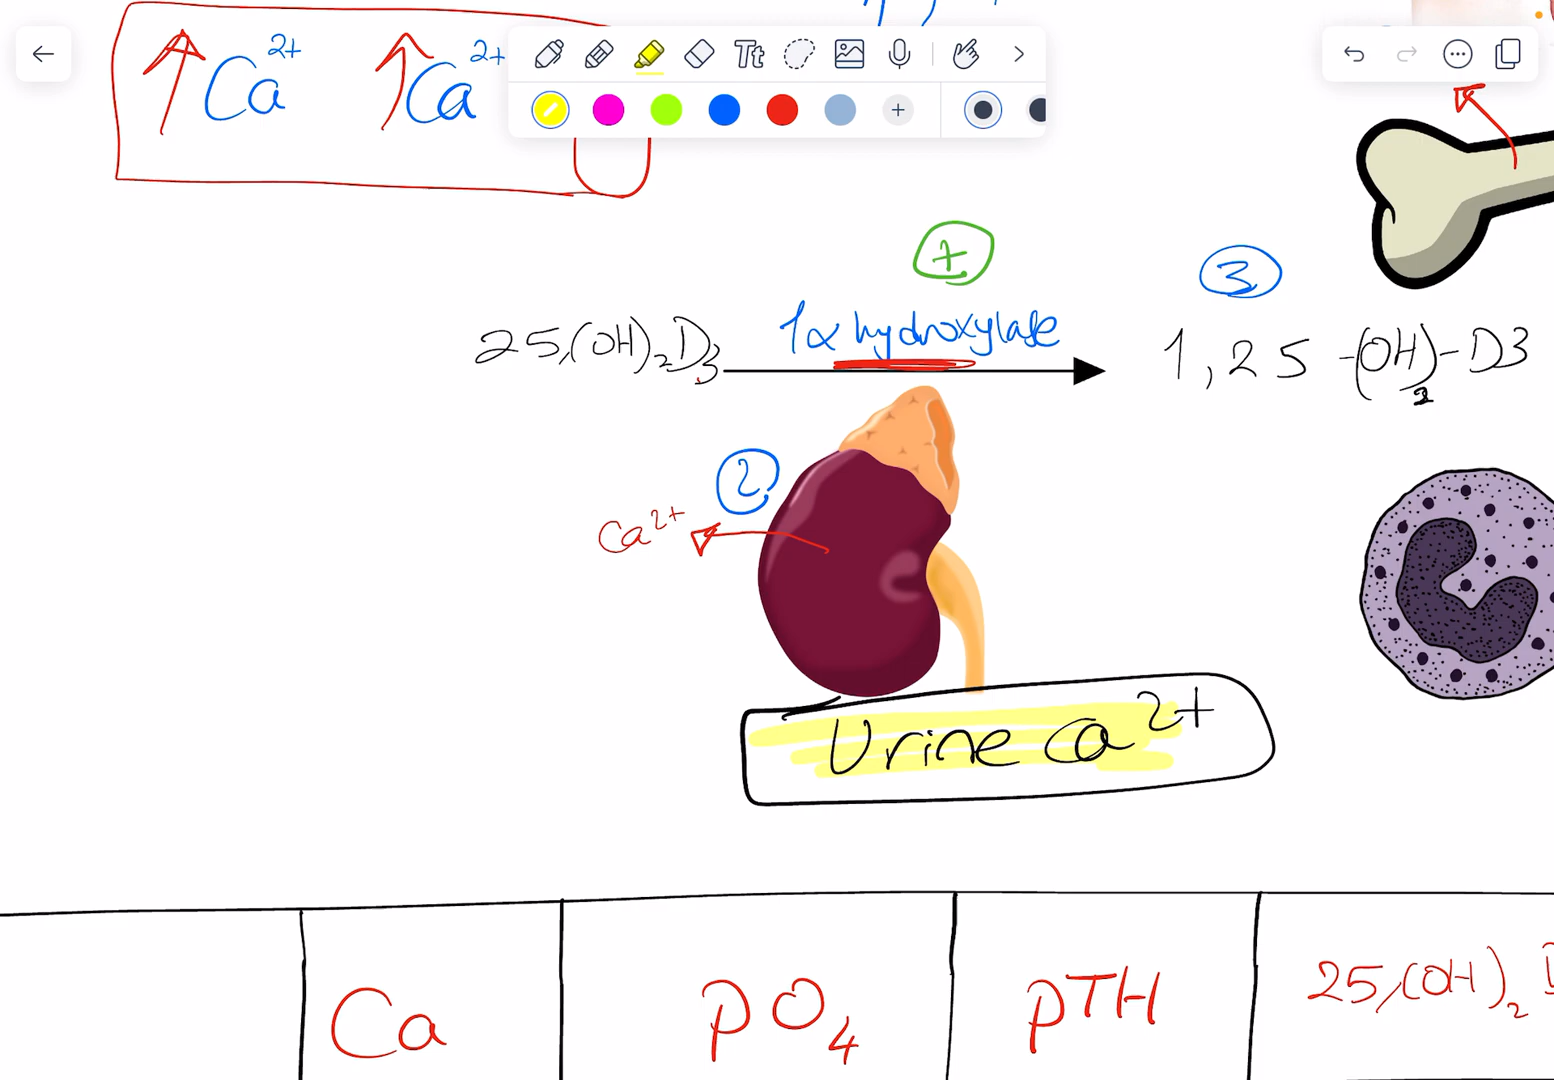 Ca²⁺ Ca²⁺
Tt
+
+
3
25,(OH)₂D₃
1α hydroxylase
1,25-(OH)₂-D3
2
Ca²⁺
Urine Ca²⁺
Ca
PO₄
PTH
25,(OH)₂